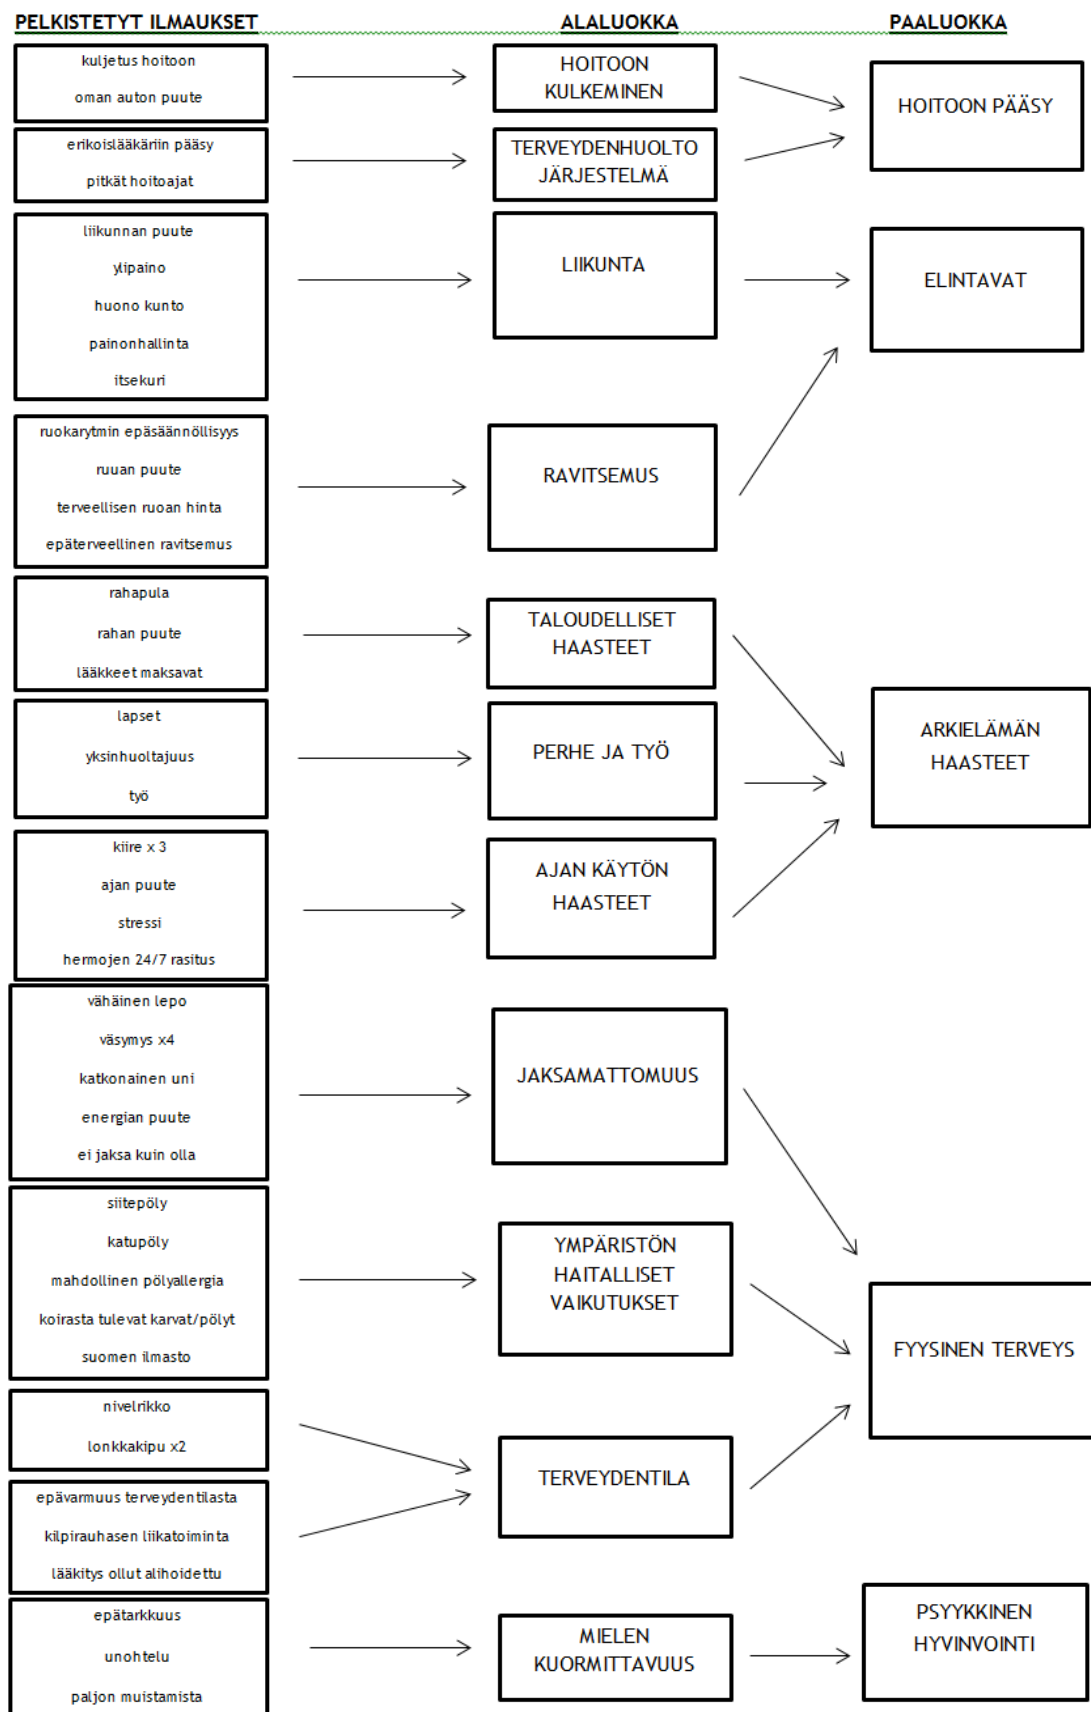 PELKISTETYT ILMAUKSET
ALALUOKKA
PAALUOKKA
kuljetus hoitoon
oman auton puute
HOITOON
KULKEMINEN
HOITOON PÄÄSY
erikoislääkäriin pääsy
pitkät hoitoajat
TERVEYDENHUOLTO
JÄRJESTELMÄ
liikunnan puute
ylipaino
huono kunto
painonhallinta
itsekuri
LIIKUNTA
ELINTAVAT
ruokarytmin epäsäännöllisyys
ruuan puute
terveellisen ruoan hinta
epäterveellinen ravitsemus
RAVITSEMUS
rahapula
rahan puute
lääkkeet maksavat
TALOUDELLISET
HAASTEET
lapset
yksinhuoltajuus
työ
PERHE JA TYÖ
ARKIELÄMÄN
HAASTEET
kiire x 3
ajan puute
stressi
hermojen 24/7 rasitus
AJAN KÄYTÖN
HAASTEET
vähäinen lepo
väsymys x4
katkonainen uni
energian puute
ei jaksa kuin olla
JAKSAMATTOMUUS
siitepöly
katupöly
mahdollinen pölyallergia
koirasta tulevat karvat/pölyt
suomen ilmasto
YMPÄRISTÖN
HAITALLISET
VAIKUTUKSET
FYYSINEN TERVEYS
nivelrikko
lonkkakipu x2
TERVEYDENTILA
epävarmuus terveydentilasta
kilpirauhasen liikatoiminta
lääkitys ollut alihoidettu
epätarkkuus
unohtelu
paljon muistamista
MIELEN
KUORMITTAVUUS
PSYYKKINEN
HYVINVOINTI